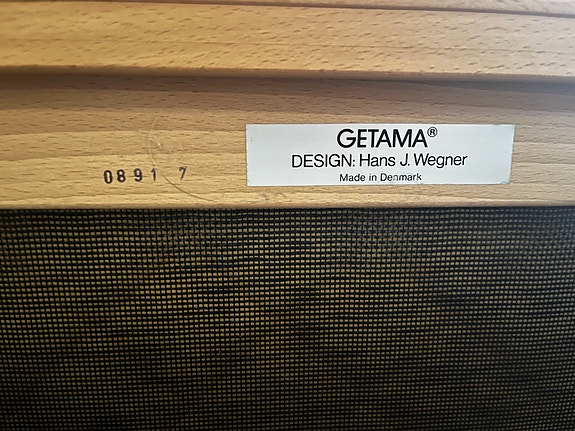 GETAMA®
DESIGN: Hans J. Wegner
Made in Denmark
0891 7